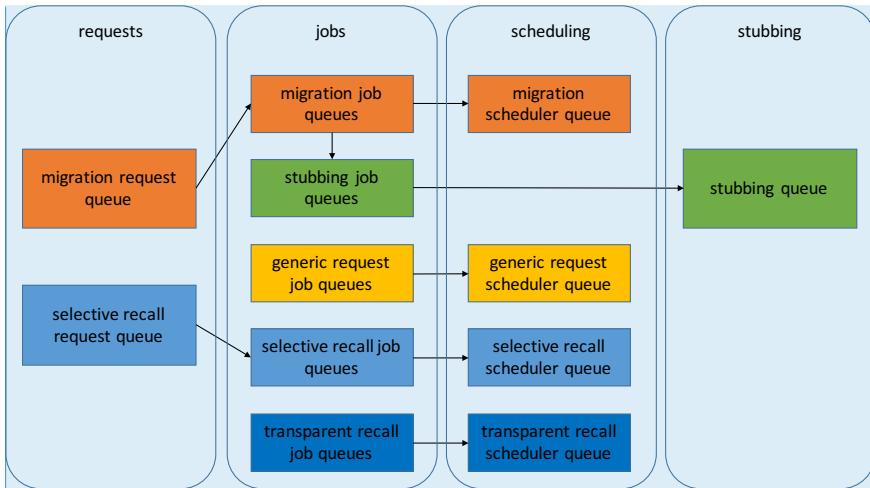 requests
jobs
scheduling
stubbing
migration request
queue
selective recall
request queue
migration job
queues
stubbing job
queues
generic request
job queues
selective recall job
queues
transparent recall
job queues
migration
scheduler queue
generic request
scheduler queue
selective recall
scheduler queue
transparent recall
scheduler queue
stubbing queue